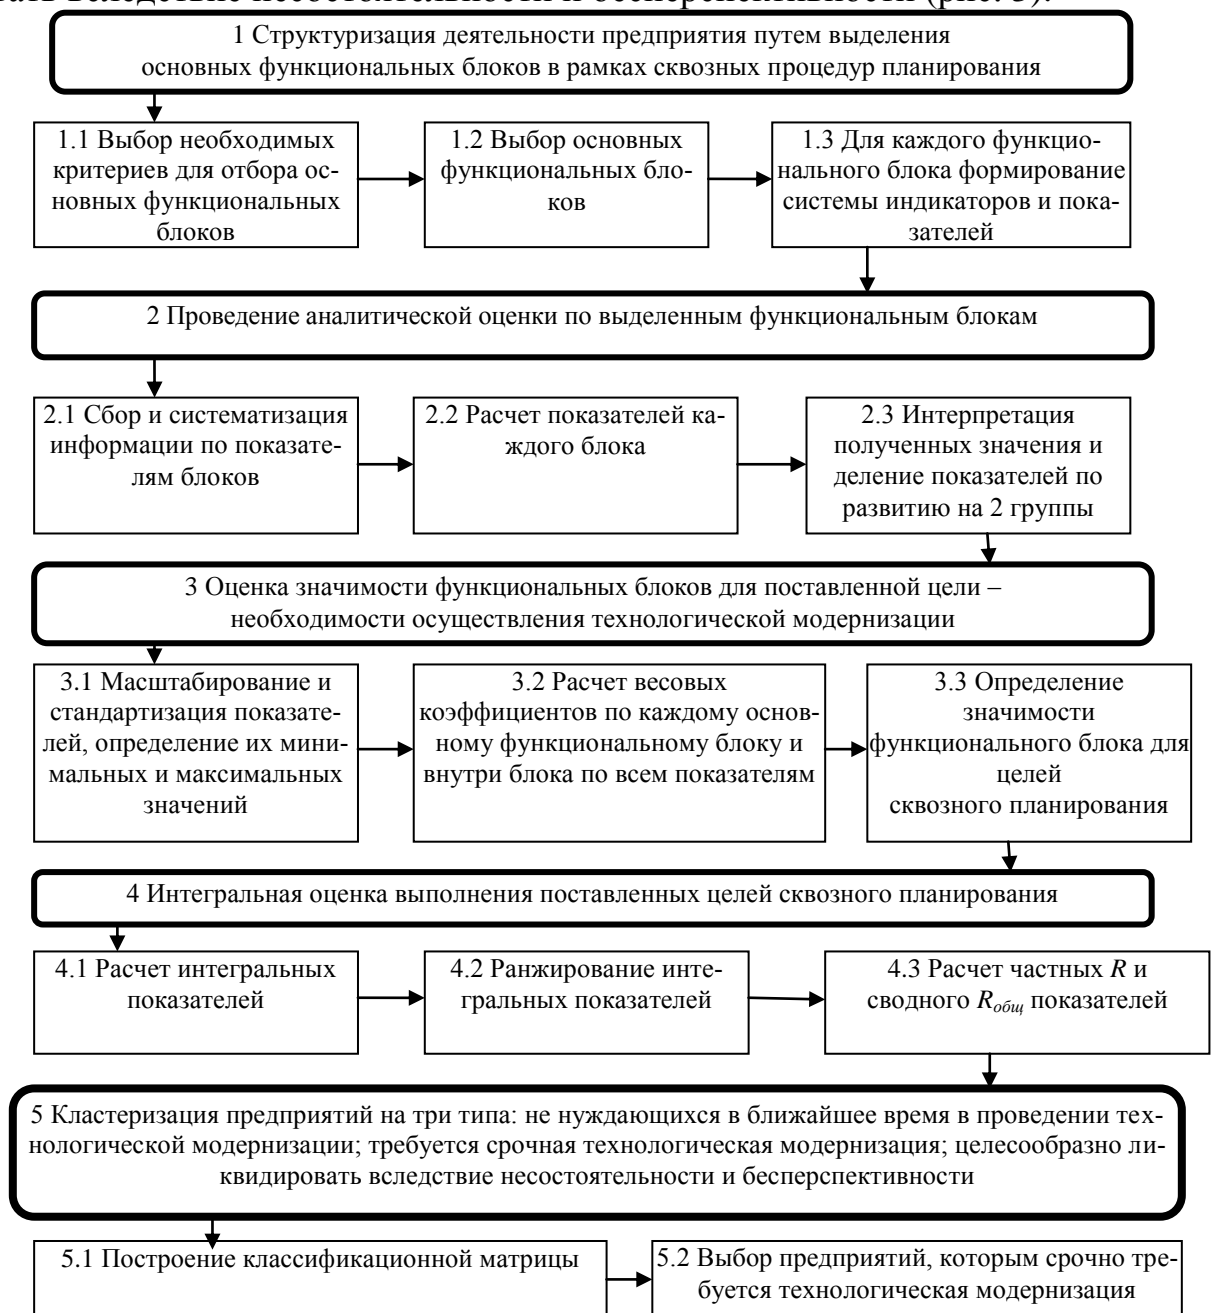 вать вследствие несостоятельности и бесперспективности (рис. 3).
1 Структуризация деятельности предприятия путем выделения
основных функциональных блоков в рамках сквозных процедур планирования
1.1 Выбор необходимых
критериев для отбора ос-
новных функциональных
блоков
1.2 Выбор основных
функциональных бло-
ков
1.3 Для каждого функцио-
нального блока формирование
системы индикаторов и пока-
зателей
2 Проведение аналитической оценки по выделенным функциональным блокам
2.1 Сбор и систематизация
информации по показате-
лям блоков
2.2 Расчет показателей ка-
ждого блока
2.3 Интерпретация
полученных значения и
деление показателей по
развитию на 2 группы
3 Оценка значимости функциональных блоков для поставленной цели –
необходимости осуществления технологической модернизации
3.1 Масштабирование и
стандартизация показате-
лей, определение их мини-
мальных и максимальных
значений
3.2 Расчет весовых
коэффициентов по каждому основ-
ному функциональному блоку и
внутри блока по всем показателям
3.3 Определение
значимости
функционального блока для
целей
сквозного планирования
4 Интегральная оценка выполнения поставленных целей сквозного планирования
4.1 Расчет интегральных
показателей
4.2 Ранжирование инте-
гральных показателей
4.3 Расчет частных R и
сводного Rобщ показателей
5 Кластеризация предприятий на три типа: не нуждающихся в ближайшее время в проведении тех-
нологической модернизации; требуется срочная технологическая модернизация; целесообразно ли-
квидировать вследствие несостоятельности и бесперспективности
5.1 Построение классификационной матрицы
5.2 Выбор предприятий, которым срочно тре-
буется технологическая модернизация